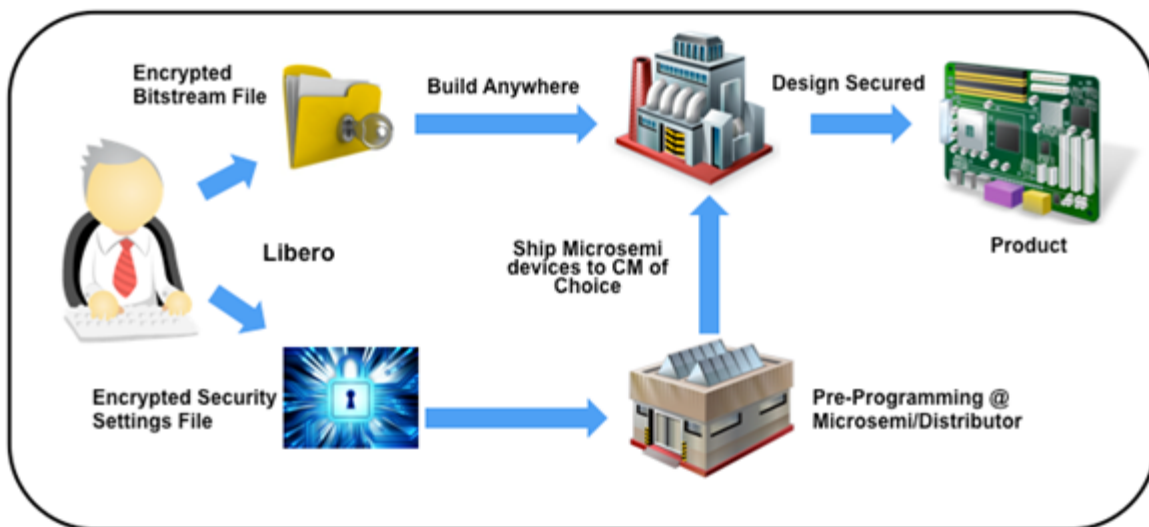 Encrypted
Bitstream File
Build Anywhere
Design Secured
Libero
Ship Microsemi
devices to CM of
Choice
Product
Encrypted Security
Settings File
Pre-Programming @
Microsemi/Distributor